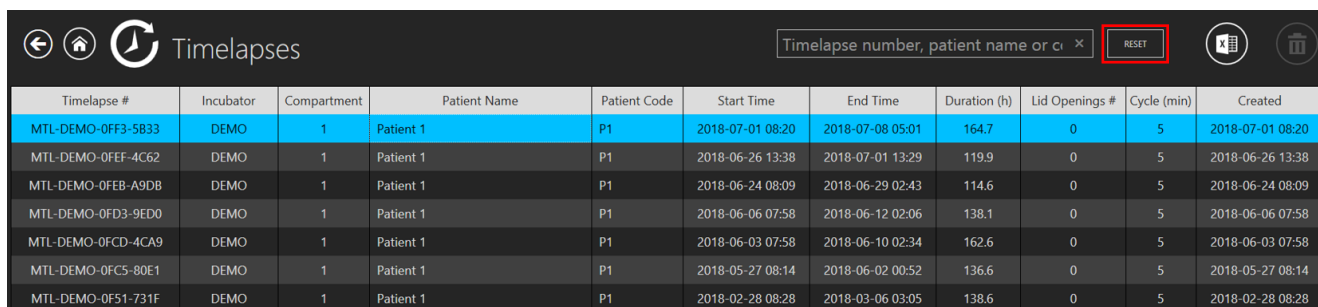 Timelapses
Timelapse number, patient name or c
RESET
Timelapse # Incubator Compartment Patient Name Patient Code Start Time End Time Duration (h) Lid Openings # Cycle (min) Created
MTL-DEMO-0FF3-5B33 DEMO 1 Patient 1 P1 2018-07-01 08:20 2018-07-08 05:01 164.7 0 5 2018-07-01 08:20
MTL-DEMO-0FEF-4C62 DEMO 1 Patient 1 P1 2018-06-26 13:38 2018-07-01 13:29 119.9 0 5 2018-06-26 13:38
MTL-DEMO-0FEB-A9DB DEMO 1 Patient 1 P1 2018-06-24 08:09 2018-06-29 02:43 114.6 0 5 2018-06-24 08:09
MTL-DEMO-0FD3-9ED0 DEMO 1 Patient 1 P1 2018-06-06 07:58 2018-06-12 02:06 138.1 0 5 2018-06-06 07:58
MTL-DEMO-0FCD-4CA9 DEMO 1 Patient 1 P1 2018-06-03 07:58 2018-06-10 02:34 162.6 0 5 2018-06-03 07:58
MTL-DEMO-0FC5-80E1 DEMO 1 Patient 1 P1 2018-05-27 08:14 2018-06-02 00:52 136.6 0 5 2018-05-27 08:14
MTL-DEMO-0F51-731F DEMO 1 Patient 1 P1 2018-02-28 08:28 2018-03-06 03:05 138.6 0 5 2018-02-28 08:28